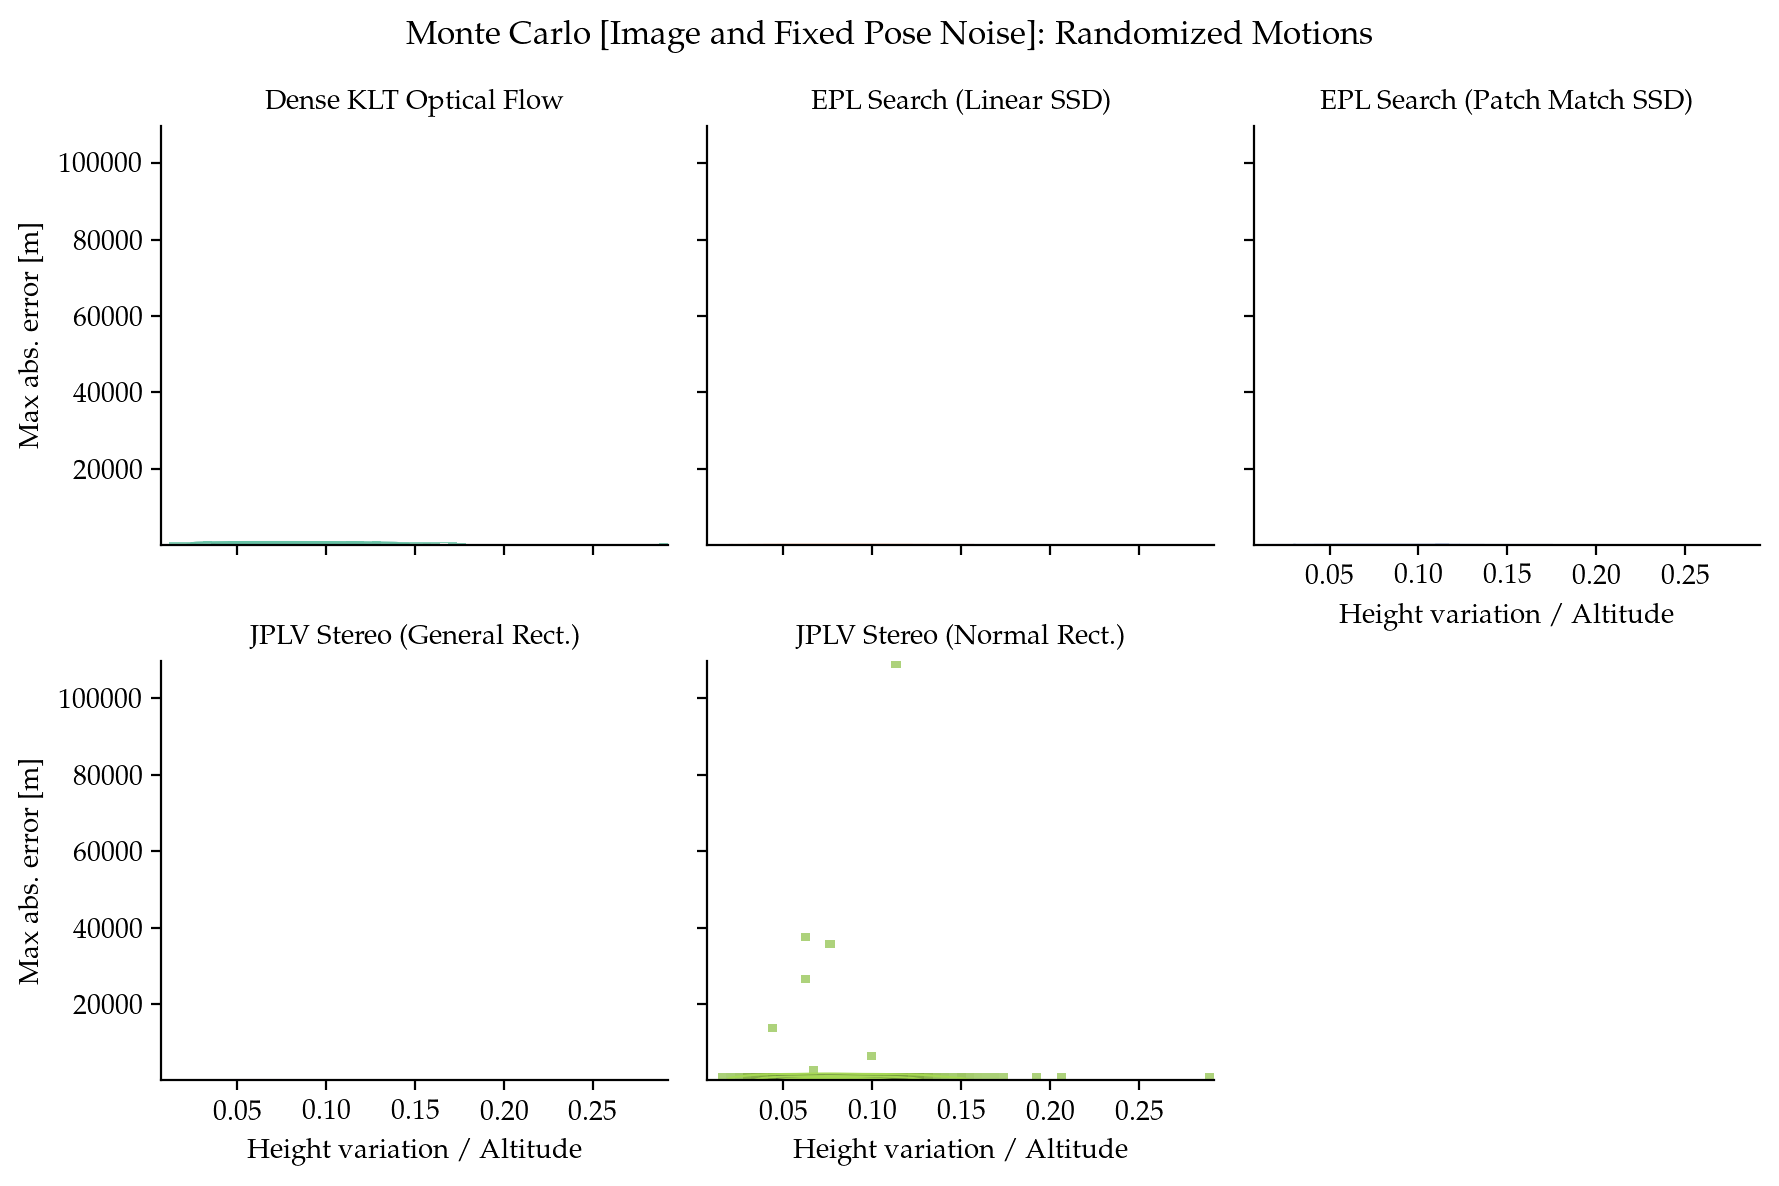 Monte Carlo [Image and Fixed Pose Noise]: Randomized Motions
Dense KLT Optical Flow
EPL Search (Linear SSD)
EPL Search (Patch Match SSD)
Max abs. error [m]
100000
80000
60000
40000
20000
0.05 0.10 0.15 0.20 0.25
Height variation / Altitude
JPLV Stereo (General Rect.)
JPLV Stereo (Normal Rect.)
Max abs. error [m]
100000
80000
60000
40000
20000
0.05 0.10 0.15 0.20 0.25
Height variation / Altitude
0.05 0.10 0.15 0.20 0.25
Height variation / Altitude